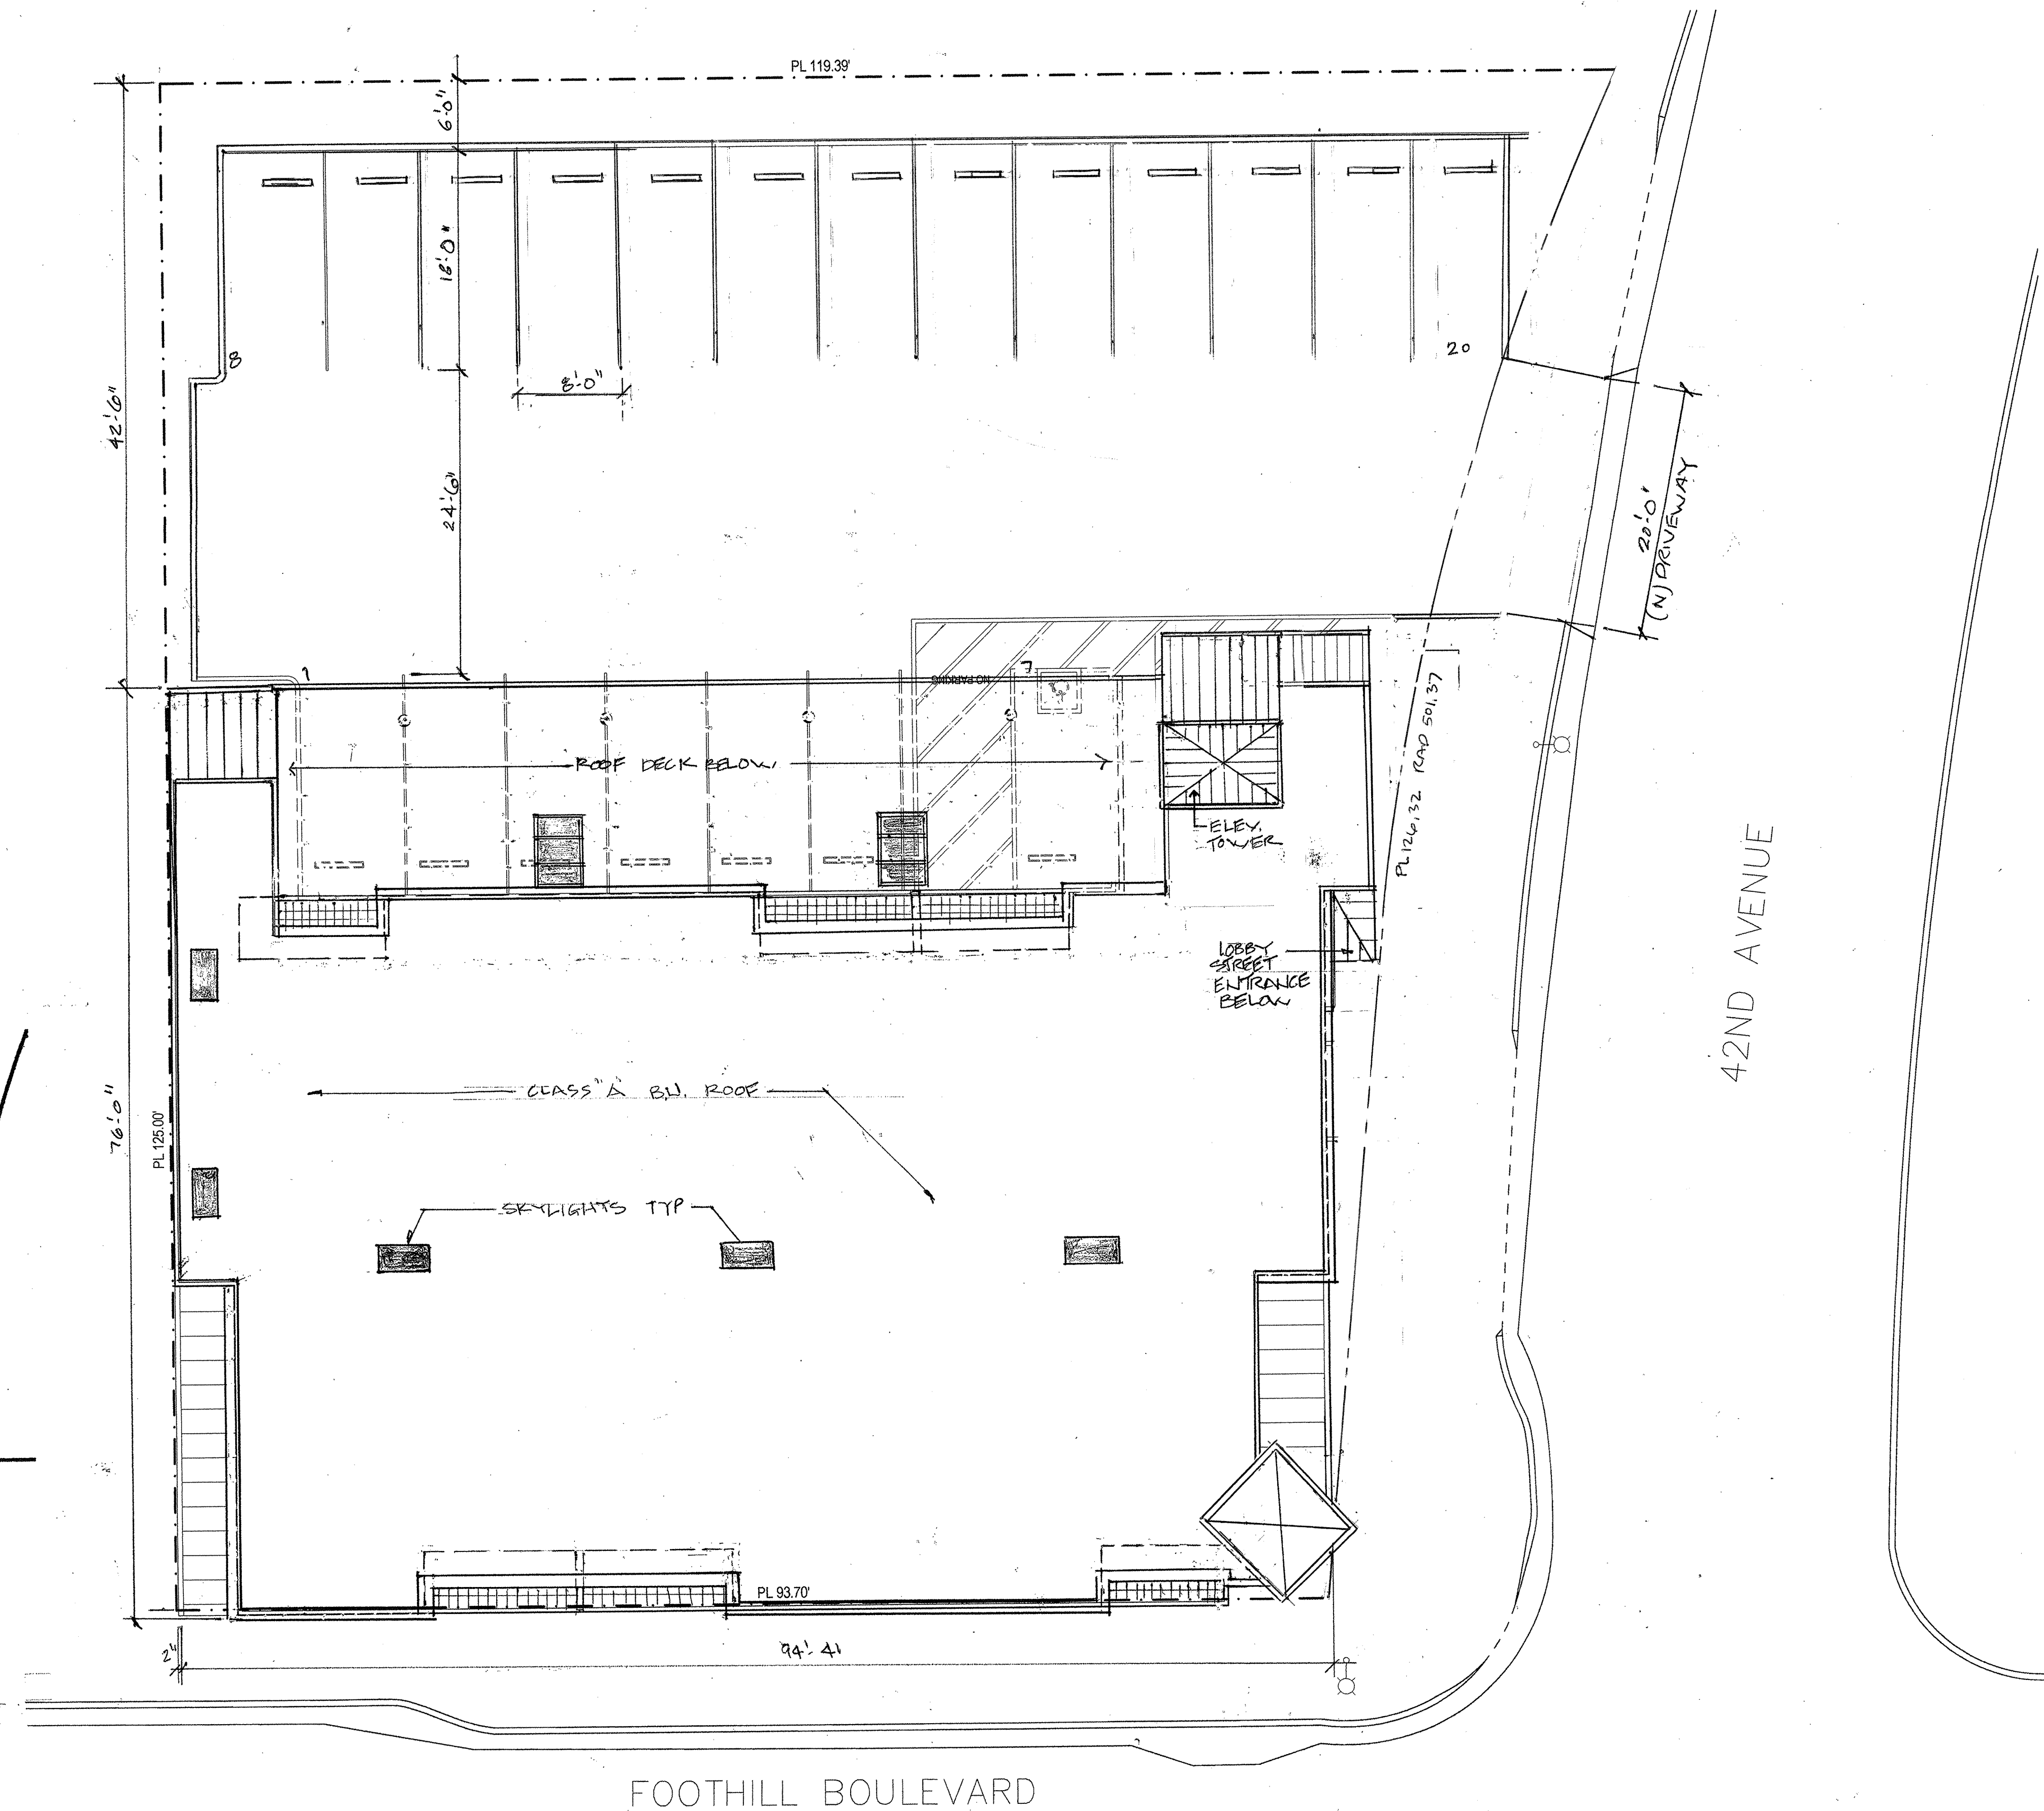 PL 119.39'
6'-0"
18'-0"
8
20
8'-0"
42'-6"
24'-6"
20'-0"
(N) DRIVEWAY
1
7
NO PARKING
ROOF DECK BELOW
ELEV.
TOWER
PL 126.32 RAD 501.37
LOBBY
STREET
ENTRANCE
BELOW
42ND AVENUE
CLASS "A" B.U. ROOF
76'-0"
PL 125.00'
SKYLIGHTS TYP
PL 93.70'
2"
94'-4"
FOOTHILL BOULEVARD